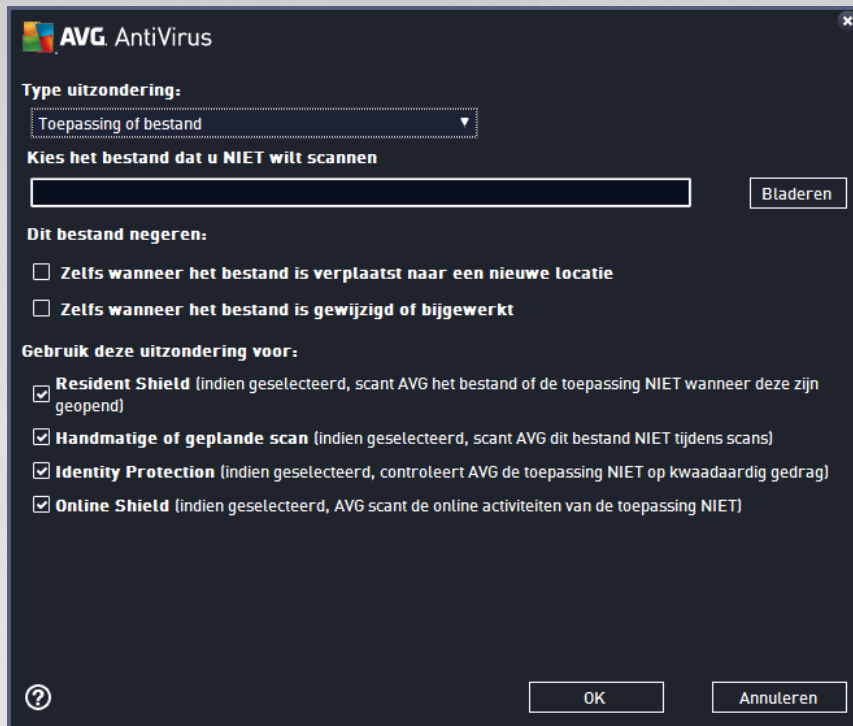 AVG. AntiVirus
Type uitzondering:
Toepassing of bestand
Kies het bestand dat u NIET wilt scannen
Bladeren
Dit bestand negeren:
Zelfs wanneer het bestand is verplaatst naar een nieuwe locatie
Zelfs wanneer het bestand is gewijzigd of bijgewerkt
Gebruik deze uitzondering voor:
Resident Shield (indien geselecteerd, scant AVG het bestand of de toepassing NIET wanneer deze zijn
geopend)
Handmatige of geplande scan (indien geselecteerd, scant AVG dit bestand NIET tijdens scans)
Identity Protection (indien geselecteerd, controleert AVG de toepassing NIET op kwaadaardig gedrag)
Online Shield (indien geselecteerd, AVG scant de online activiteiten van de toepassing NIET)
?
OK
Annuleren